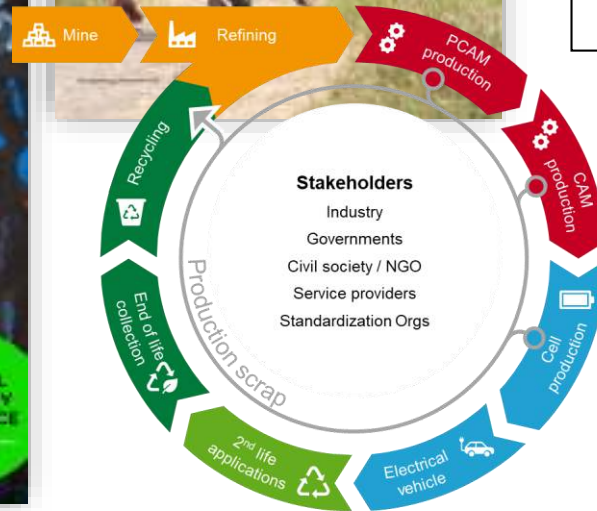 Mine
Refining
PCAM
production
CAM
production
Cell
production
Electrical
vehicle
2nd life
applications
End of life
collection
Recycling
Production scrap
Stakeholders
Industry
Governments
Civil society / NGO
Service providers
Standardization Orgs